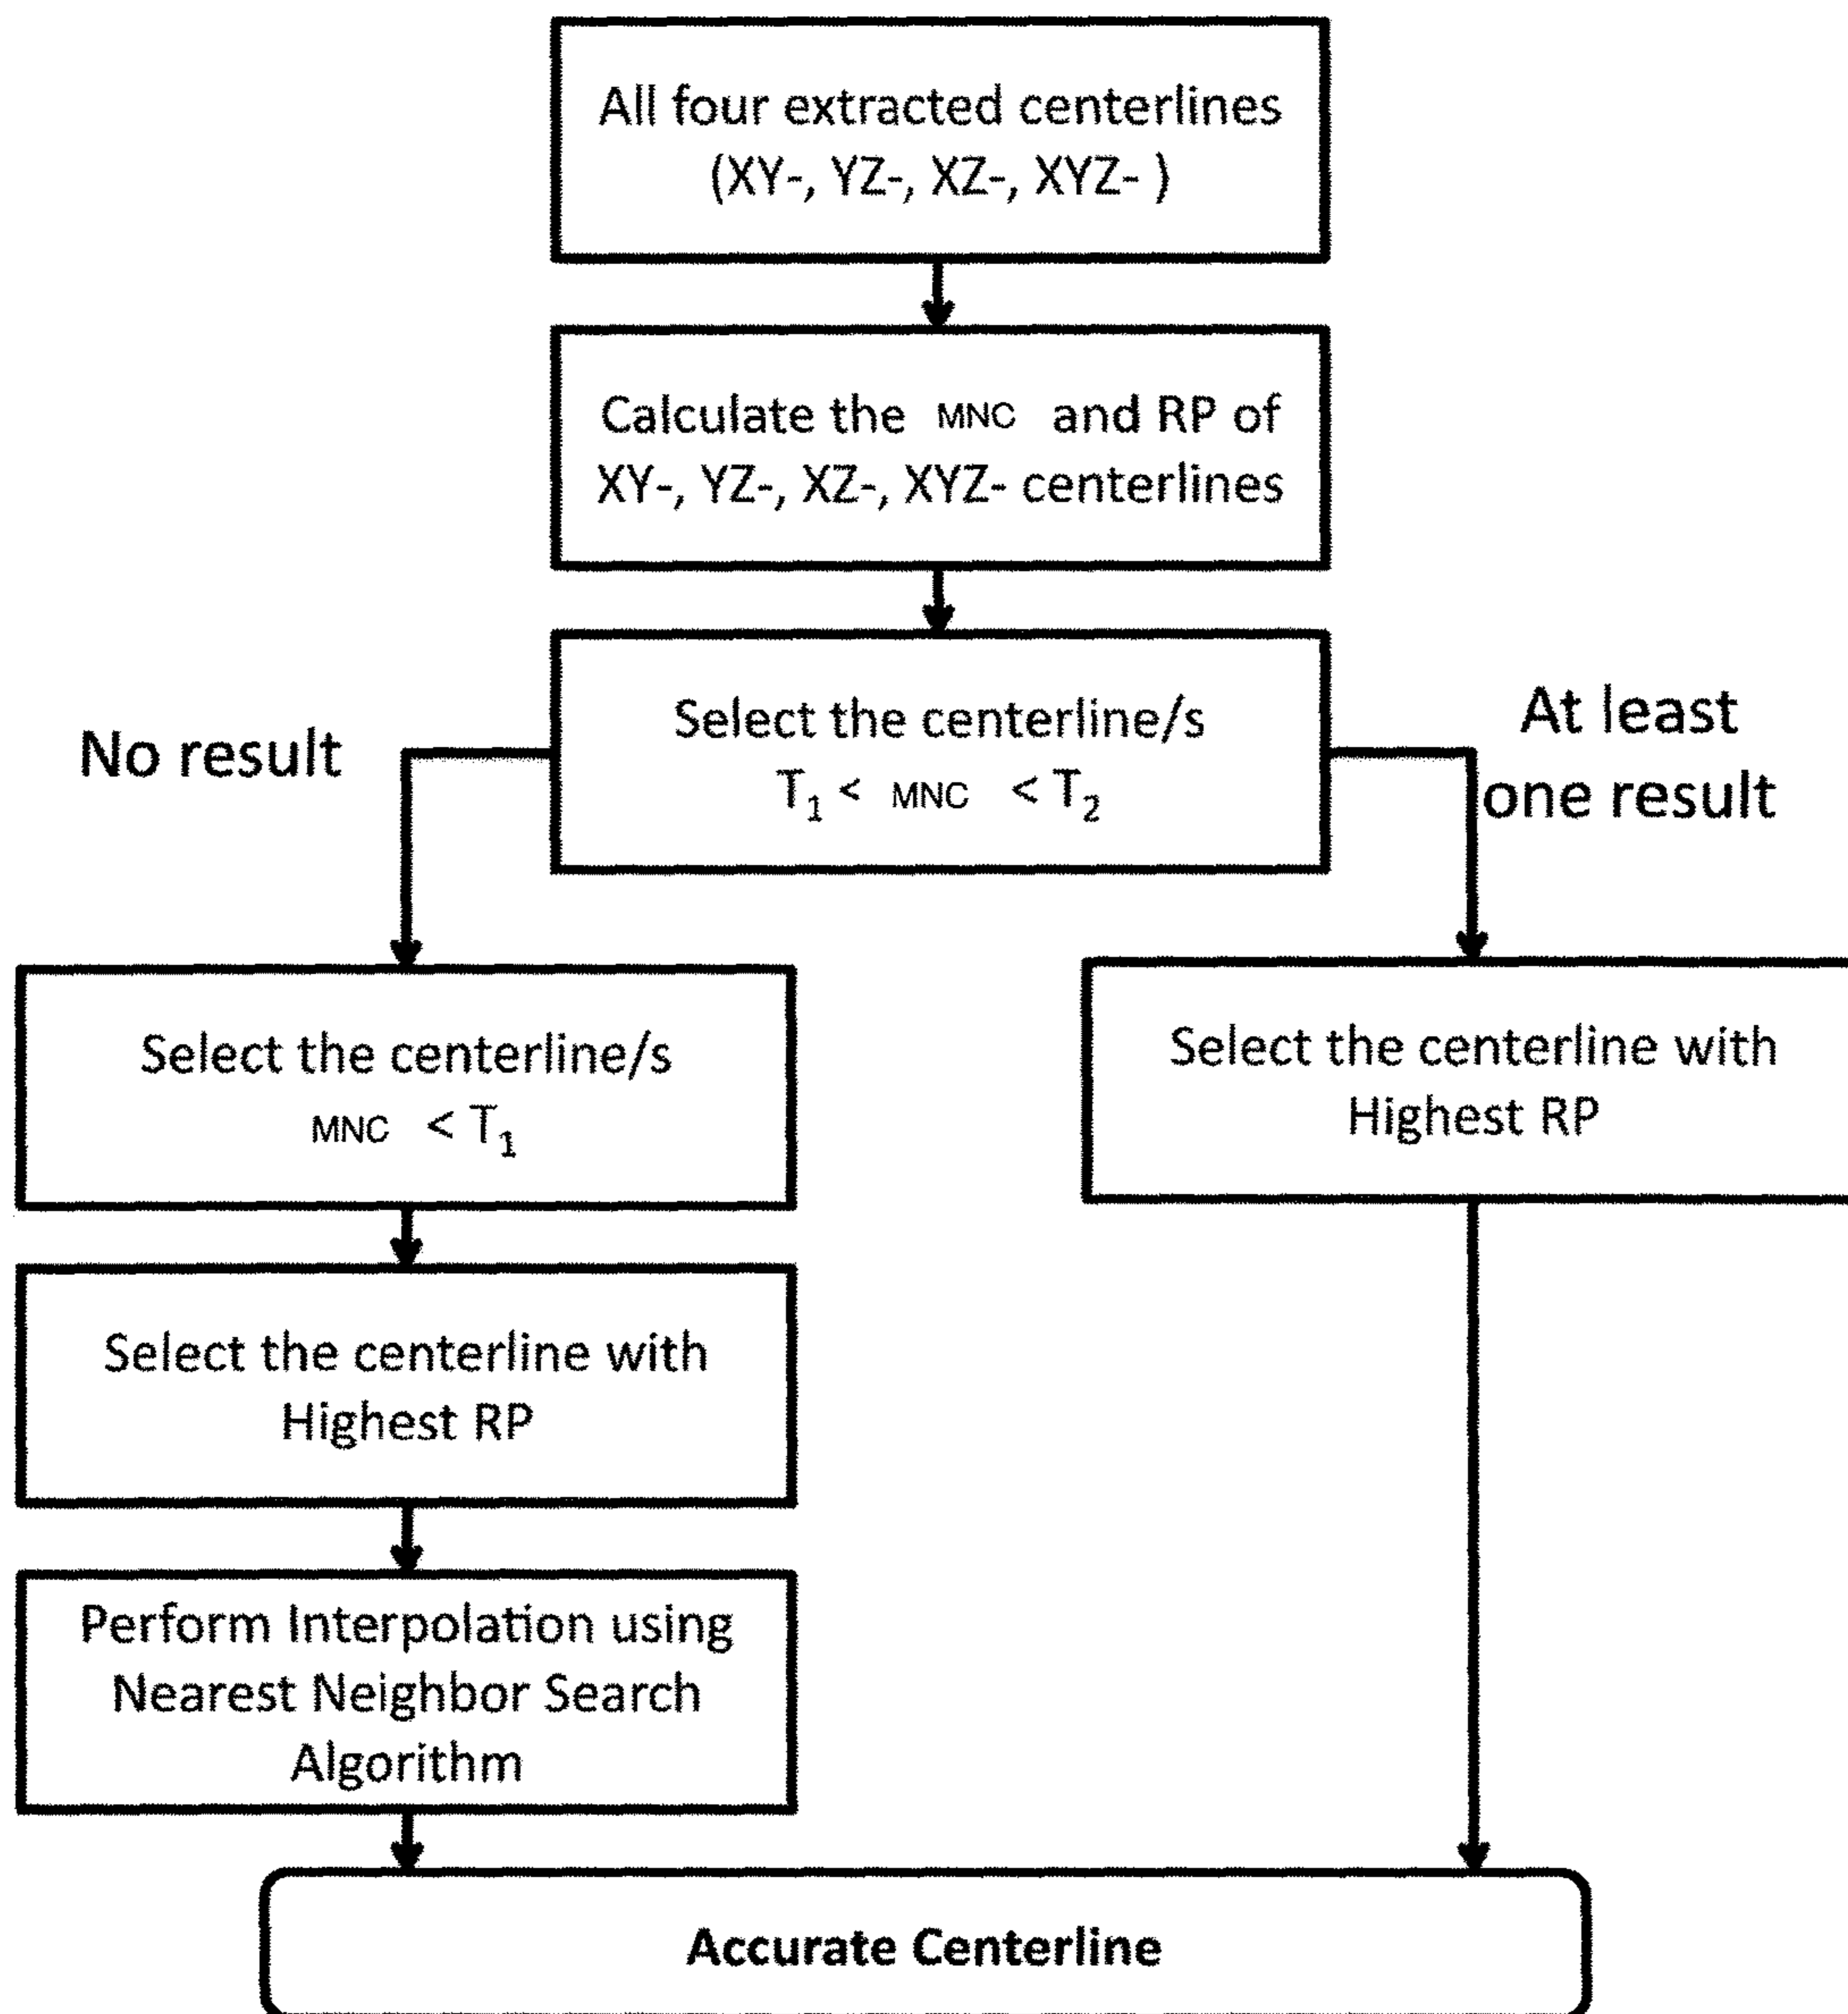 All four extracted centerlines
(XY-, YZ-, XZ-, XYZ- )
Calculate the MNC and RP of
XY-, YZ-, XZ-, XYZ- centerlines
Select the centerline/s
T₁ < MNC < T₂
No result
At least
one result
Select the centerline/s
MNC < T₁
Select the centerline with
Highest RP
Select the centerline with
Highest RP
Perform Interpolation using
Nearest Neighbor Search
Algorithm
Accurate Centerline